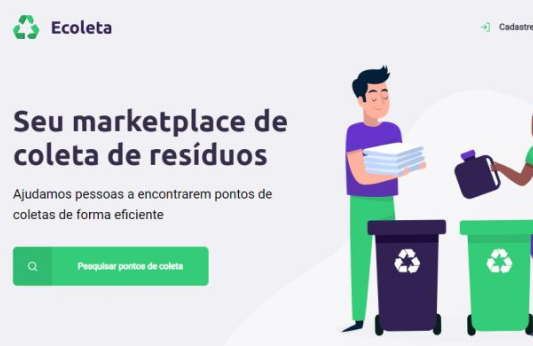 Ecoleta
Cadastre
Seu marketplace de
coleta de resíduos
Ajudamos pessoas a encontrarem pontos de
coletas de forma eficiente
Pesquisar pontos de coleta